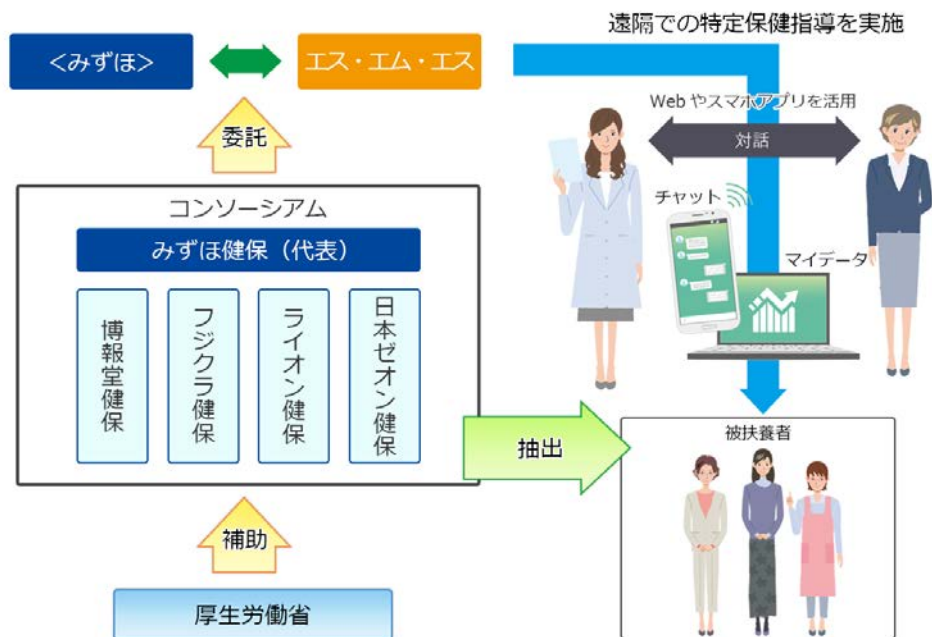 遠隔での特定保健指導を実施
＜みずほ＞
エス・エム・エス
Webやスマホアプリを活用
対話
委託
チャット
マイデータ
コンソーシアム
みずほ健保（代表）
博報堂健保
フジクラ健保
ライオン健保
日本ゼオン健保
抽出
被扶養者
補助
厚生労働省